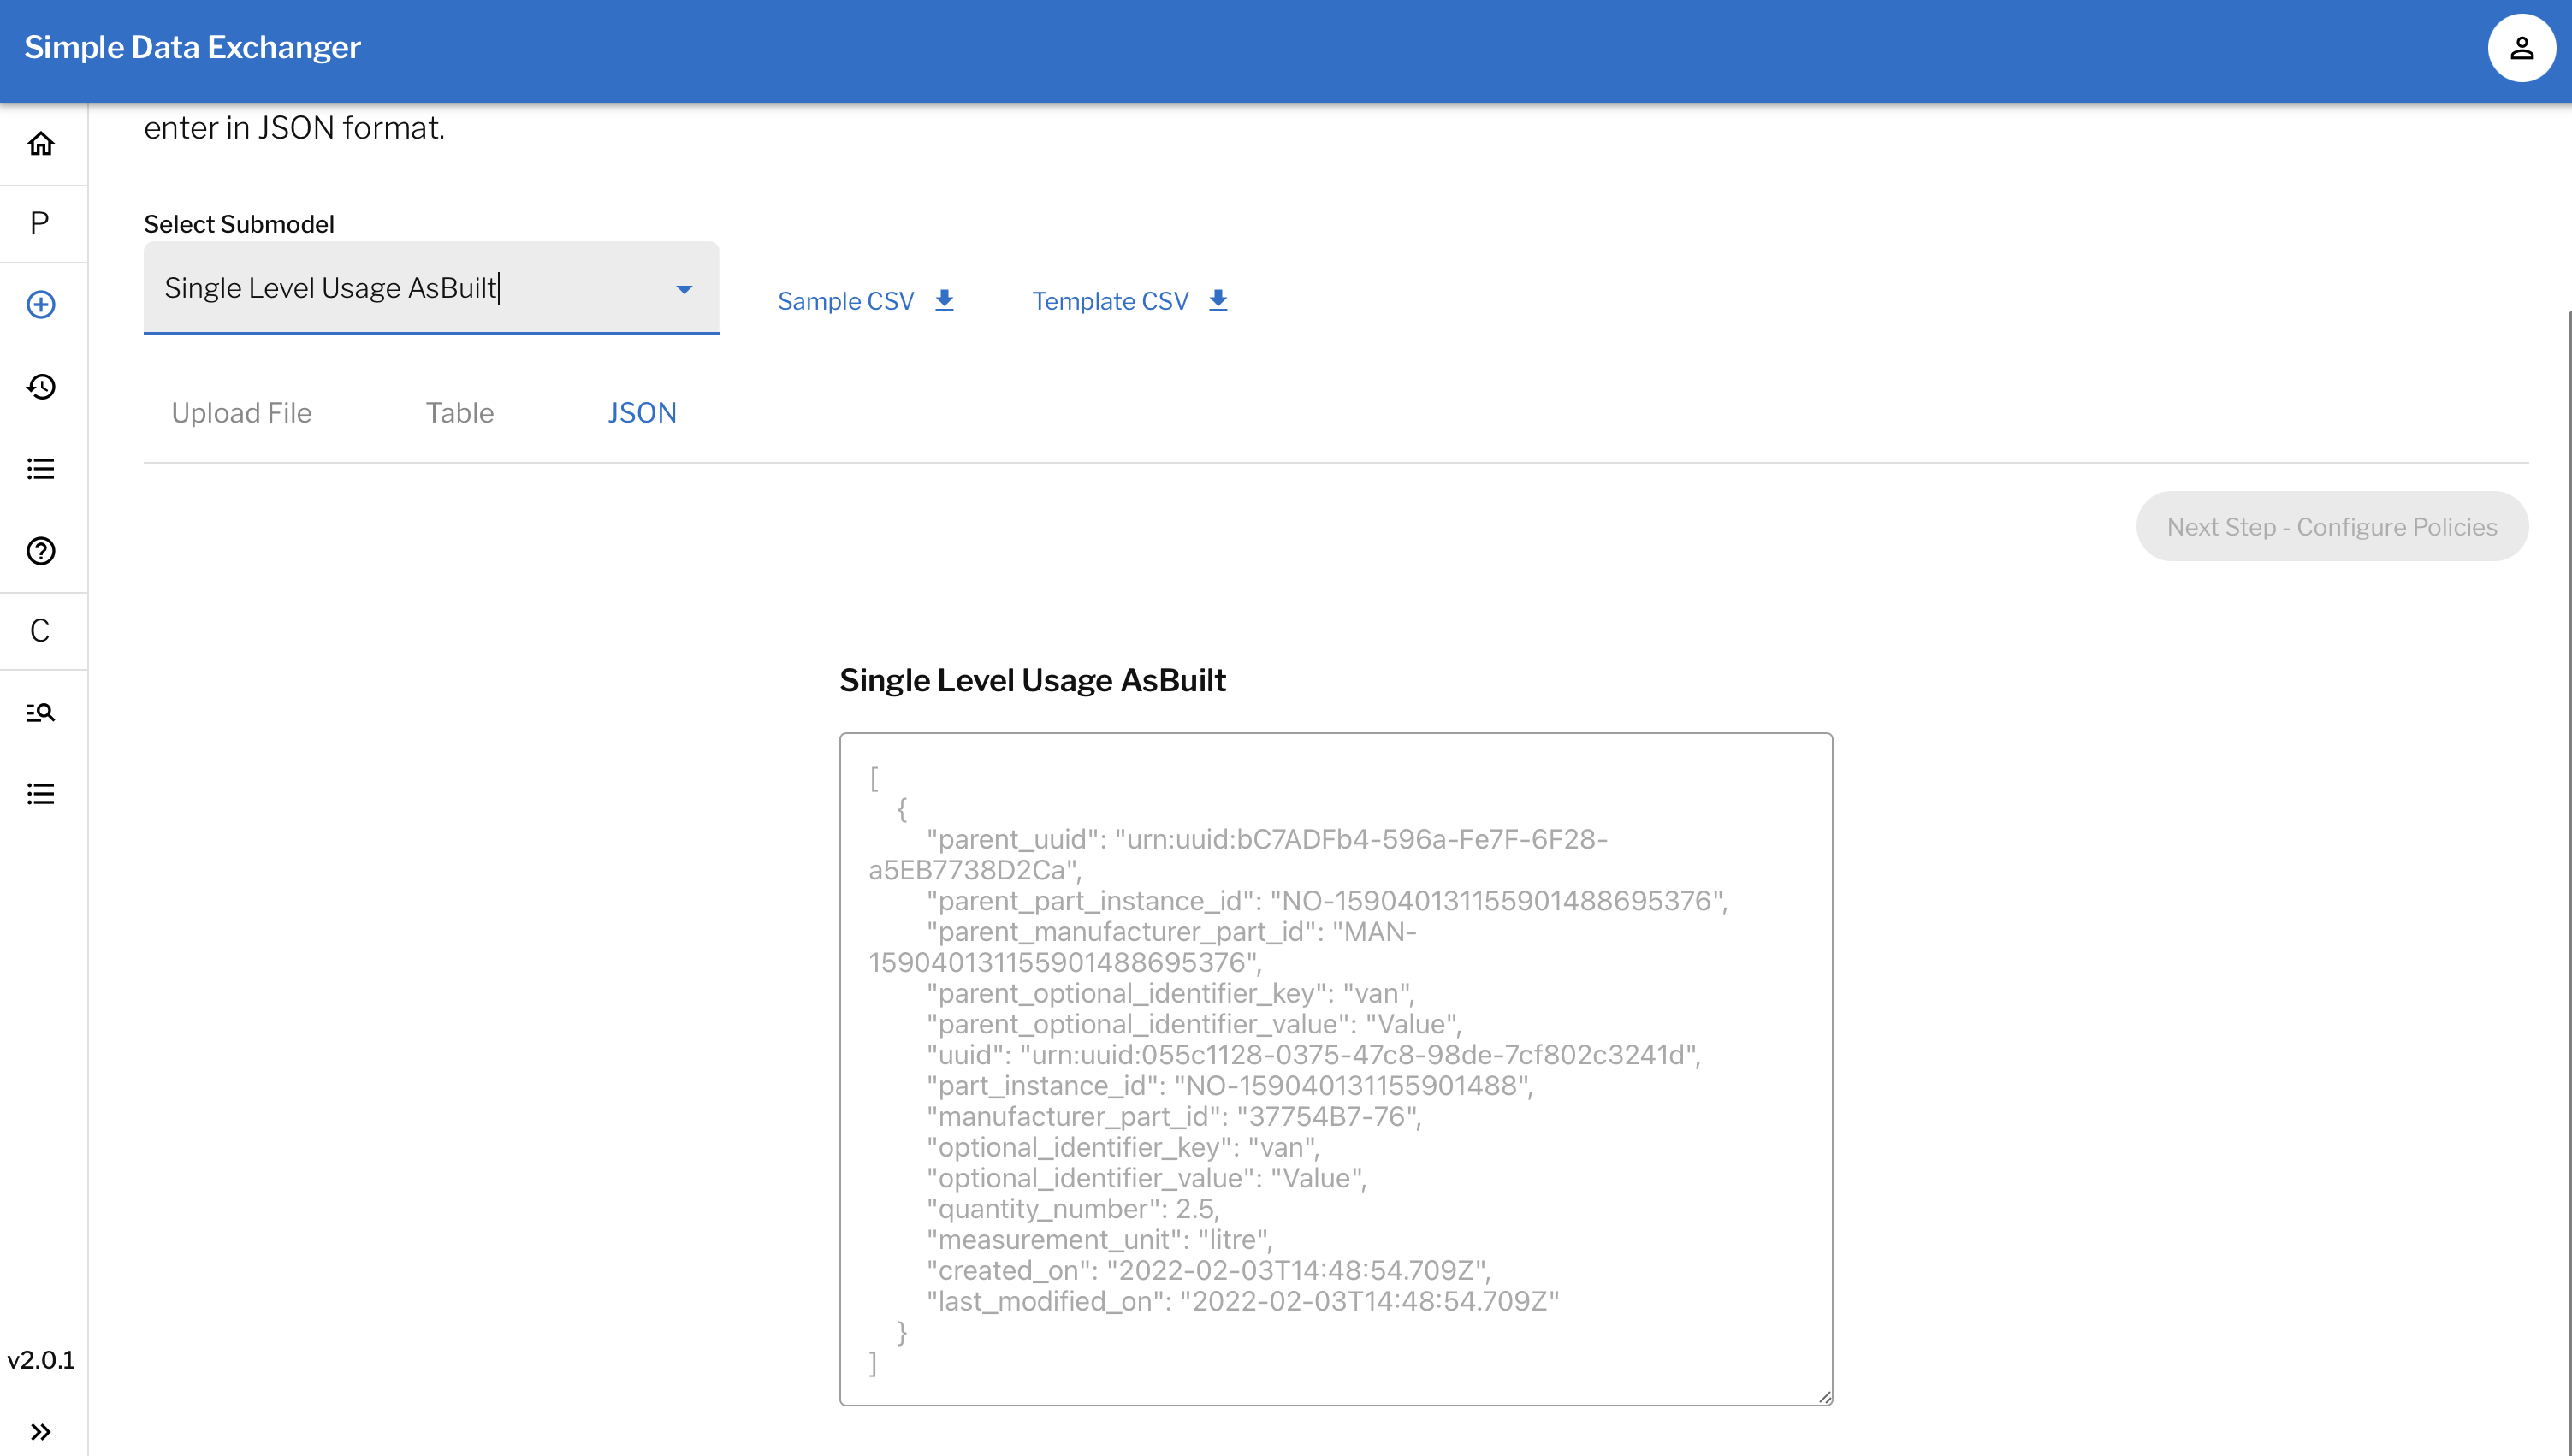 Simple Data Exchanger
enter in JSON format.
P
Select Submodel
Single Level Usage AsBuilt
Sample CSV
Template CSV
Upload File
Table
JSON
Next Step - Configure Policies
C
Single Level Usage AsBuilt
[
{
"parent_uuid": "urn:uuid:bC7ADFb4-596a-Fe7F-6F28-
a5EB7738D2Ca",
"parent_part_instance_id": "NO-159040131155901488695376",
"parent_manufacturer_part_id": "MAN-
159040131155901488695376",
"parent_optional_identifier_key": "van",
"parent_optional_identifier_value": "Value",
"uuid": "urn:uuid:055c1128-0375-47c8-98de-7cf802c3241d",
"part_instance_id": "NO-159040131155901488",
"manufacturer_part_id": "37754B7-76",
"optional_identifier_key": "van",
"optional_identifier_value": "Value",
"quantity_number": 2.5,
"measurement_unit": "litre",
"created_on": "2022-02-03T14:48:54.709Z",
"last_modified_on": "2022-02-03T14:48:54.709Z"
}
]
v2.0.1